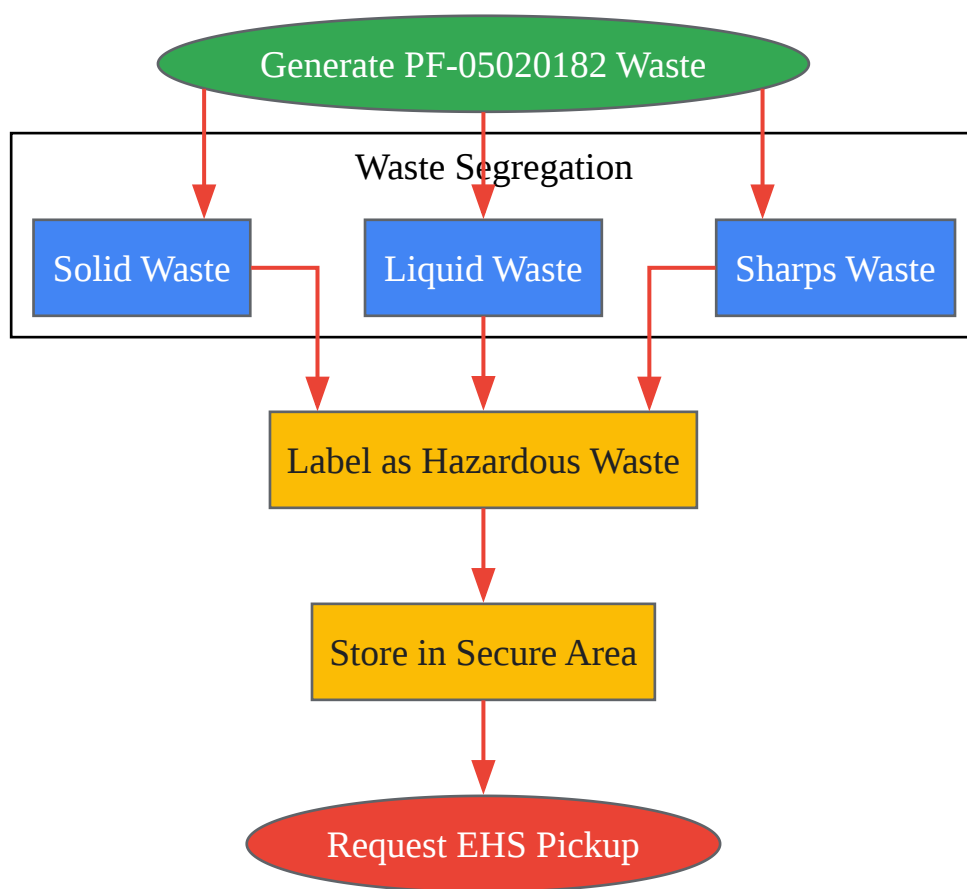 Generate PF-05020182 Waste
Waste Segregation
Solid Waste
Liquid Waste
Sharps Waste
Label as Hazardous Waste
Store in Secure Area
Request EHS Pickup